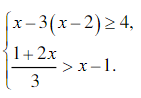 x-3(x-2)≥4,
(1+2x)/3>x-1.